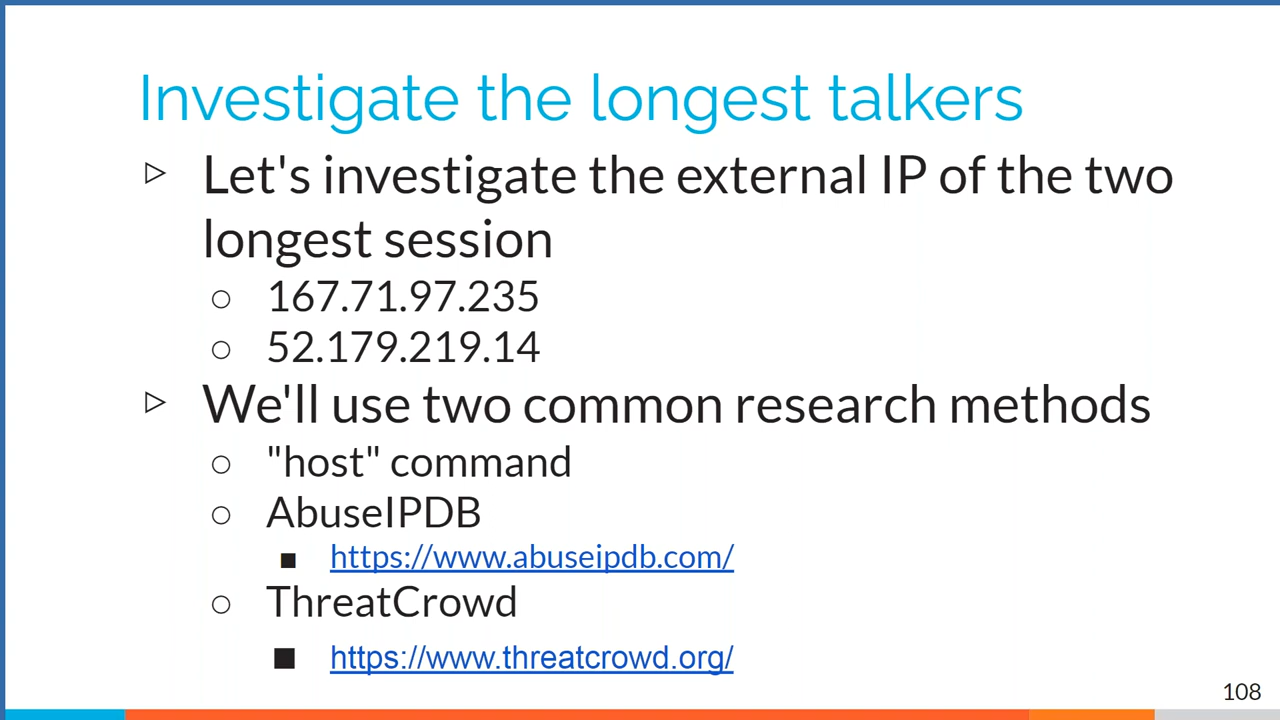 Investigate the longest talkers
▷ Let's investigate the external IP of the two
longest session
○ 167.71.97.235
○ 52.179.219.14
▷ We'll use two common research methods
○ "host" command
○ AbuseIPDB
■ https://www.abuseipdb.com/
○ ThreatCrowd
■ https://www.threatcrowd.org/
108